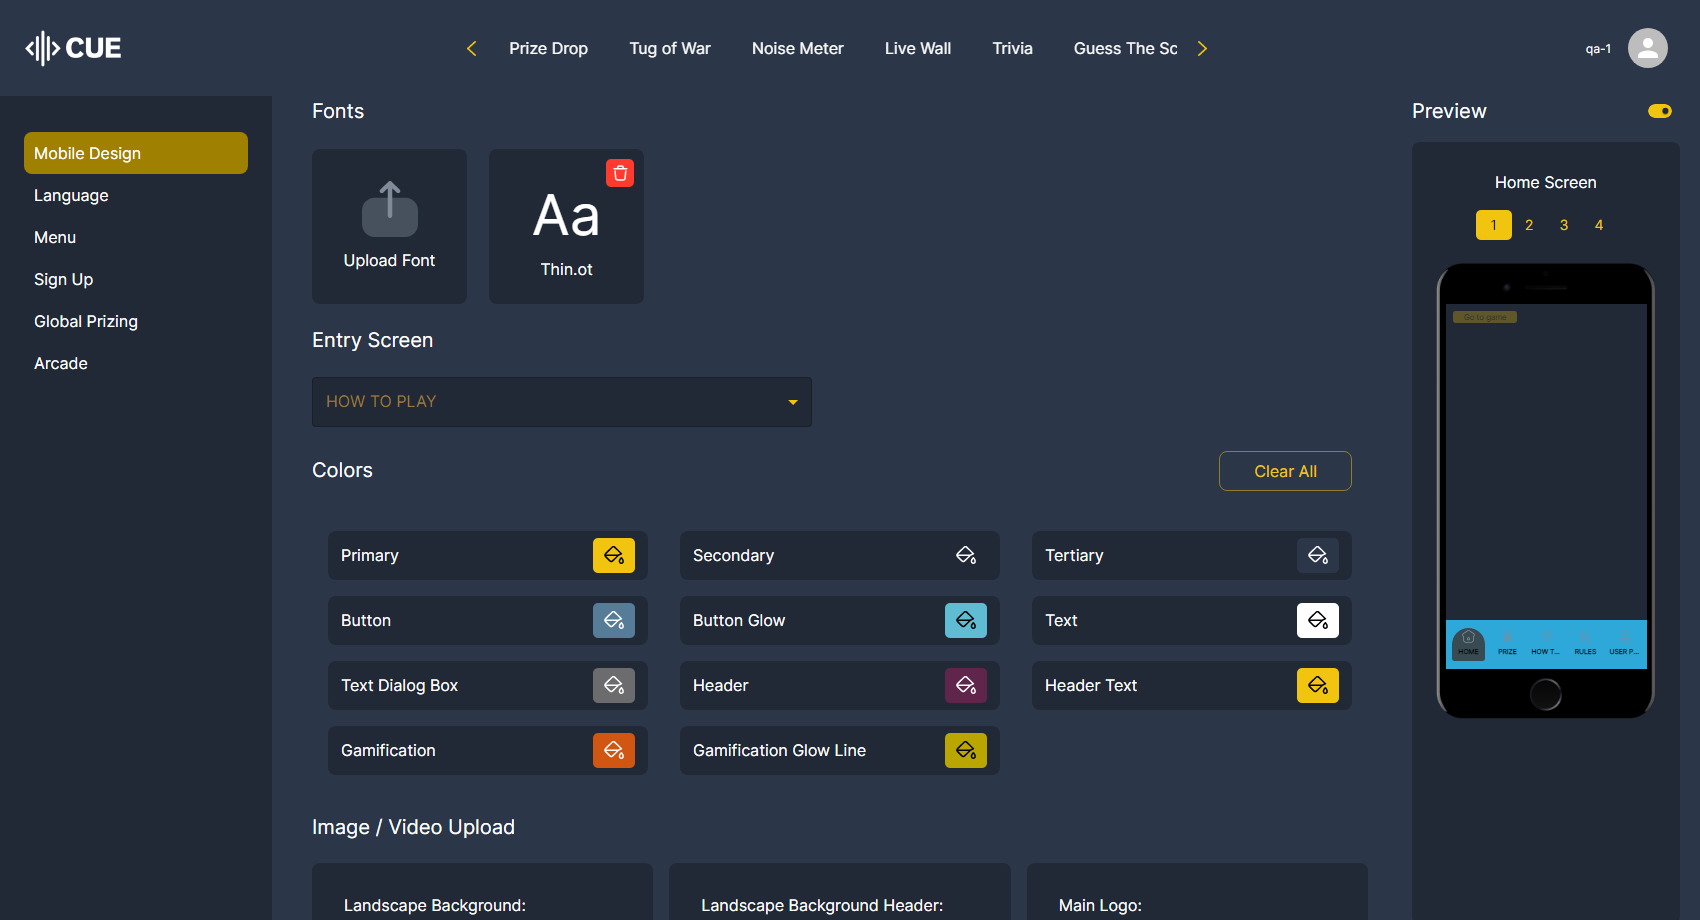 CUE
Prize Drop
Tug of War
Noise Meter
Live Wall
Trivia
Guess The Sc
qa-1
Mobile Design
Language
Menu
Sign Up
Global Prizing
Arcade
Fonts
Upload Font
Aa
Thin.ot
Entry Screen
HOW TO PLAY
Colors
Clear All
Primary
Secondary
Tertiary
Button
Button Glow
Text
Text Dialog Box
Header
Header Text
Gamification
Gamification Glow Line
Image / Video Upload
Landscape Background:
Landscape Background Header:
Main Logo:
Preview
Home Screen
1
2
3
4
Go to game
HOME
PRIZE
HOW T...
RULES
USER P...